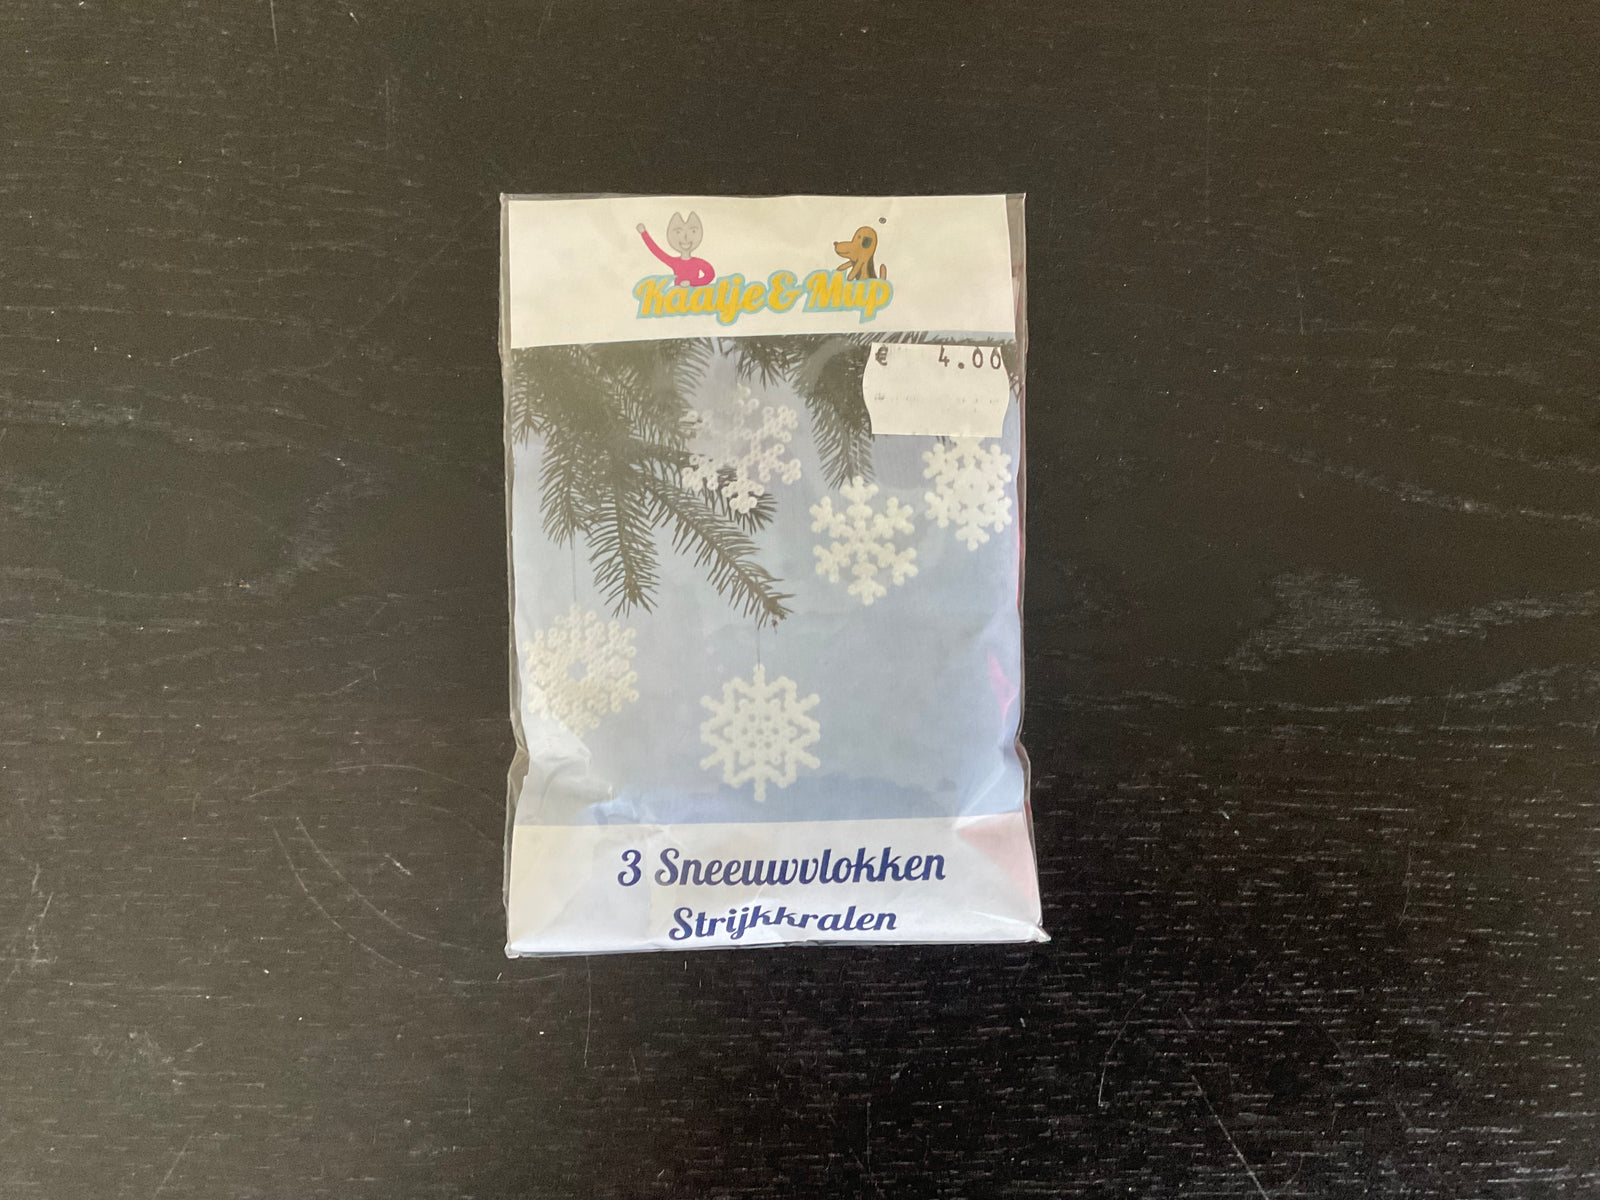 ®
Kaatje & Mup
€ 4.00
3 Sneeuwvlokken
Strijkkralen